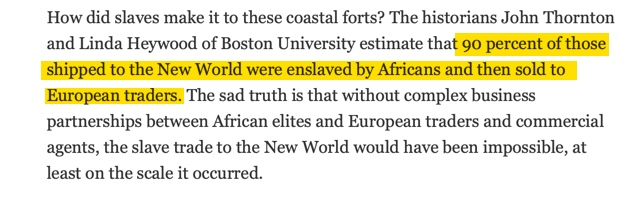 How did slaves make it to these coastal forts? The historians John Thornton
and Linda Heywood of Boston University estimate that 90 percent of those
shipped to the New World were enslaved by Africans and then sold to
European traders. The sad truth is that without complex business
partnerships between African elites and European traders and commercial
agents, the slave trade to the New World would have been impossible, at
least on the scale it occurred.